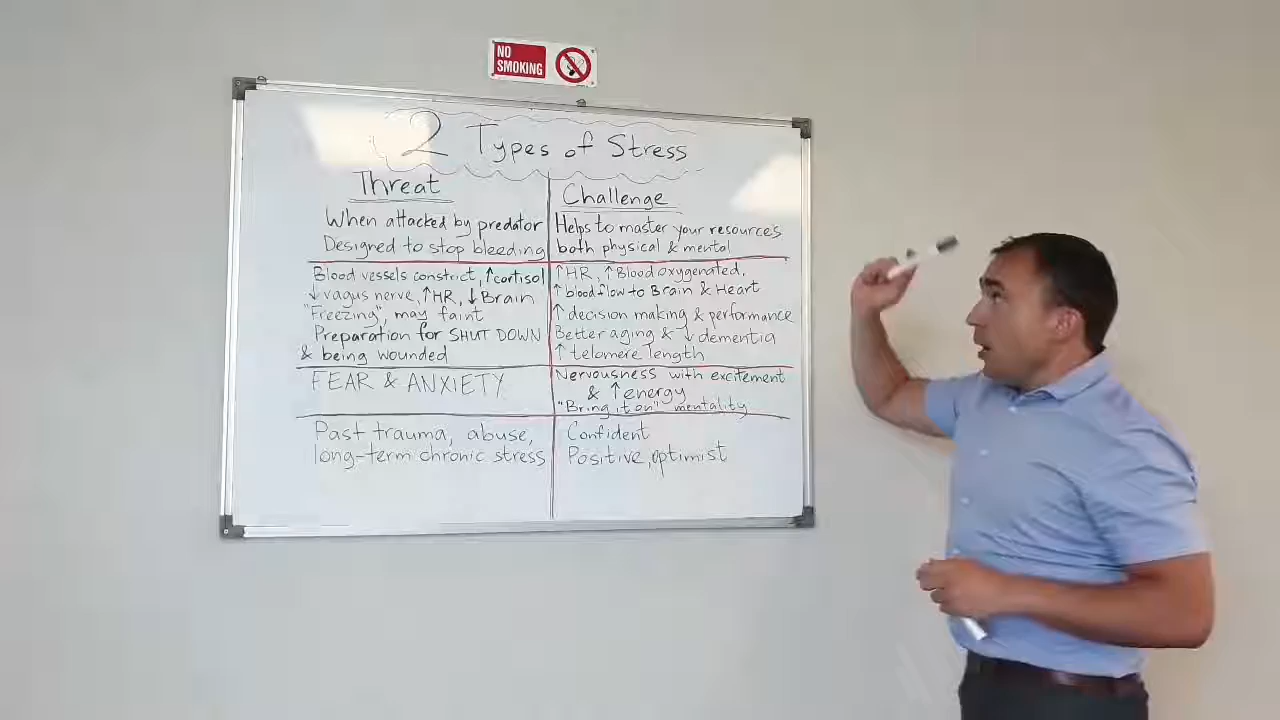 NO
SMOKING
2 Types of Stress
Threat
When attacked by predator
Designed to stop bleeding
Blood vessels constrict, ↑cortisol
↓ vagus nerve, ↑HR, ↓Brain
"Freezing", may faint
Preparation for SHUT DOWN
& being wounded
FEAR & ANXIETY
Past trauma, abuse,
long-term chronic stress
Challenge
Helps to master your resources
both physical & mental
↑HR, ↑Blood oxygenated,
↑bloodflow to Brain & Heart
↑ decision making & performance
Better aging & ↓ dementia
↑ telomere length
Nervousness with excitement
& ↑energy
"Bring it on" mentality
Confident
Positive, optimist